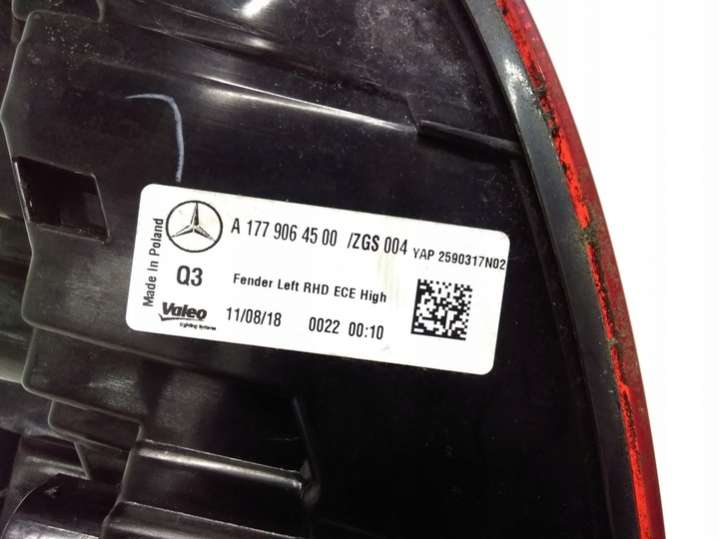 Made In Poland
A 177 906 45 00 /ZGS 004 YAP 2590317N02
Q3 Fender Left RHD ECE High
Valeo 11/08/18 0022 00:10
lighting systems